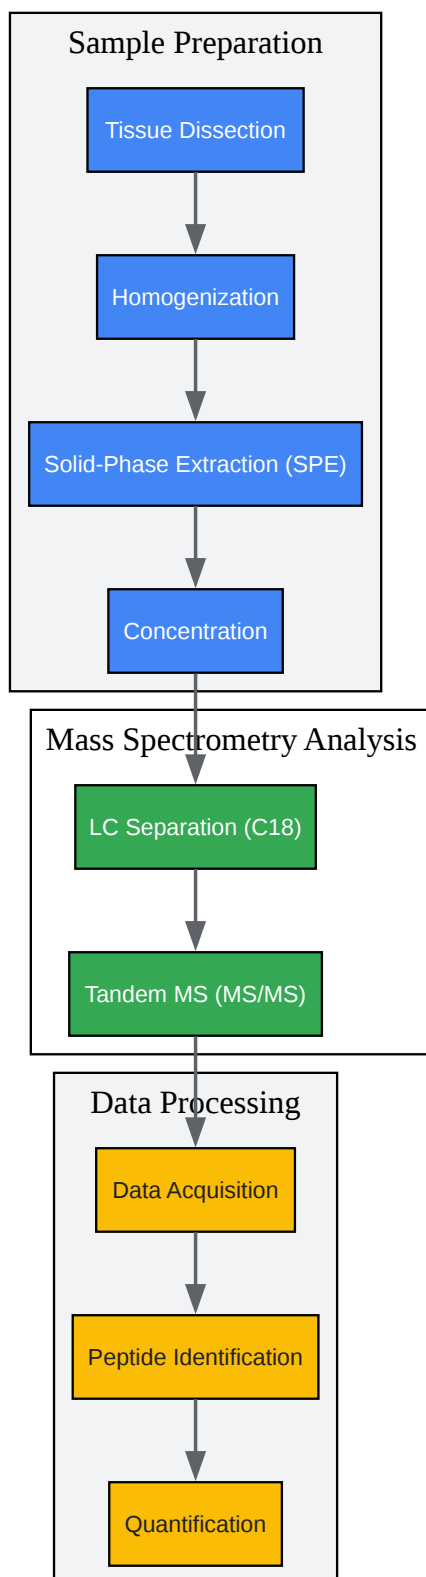 Sample Preparation
Tissue Dissection
Homogenization
Solid-Phase Extraction (SPE)
Concentration
Mass Spectrometry Analysis
LC Separation (C18)
Tandem MS (MS/MS)
Data Processing
Data Acquisition
Peptide Identification
Quantification